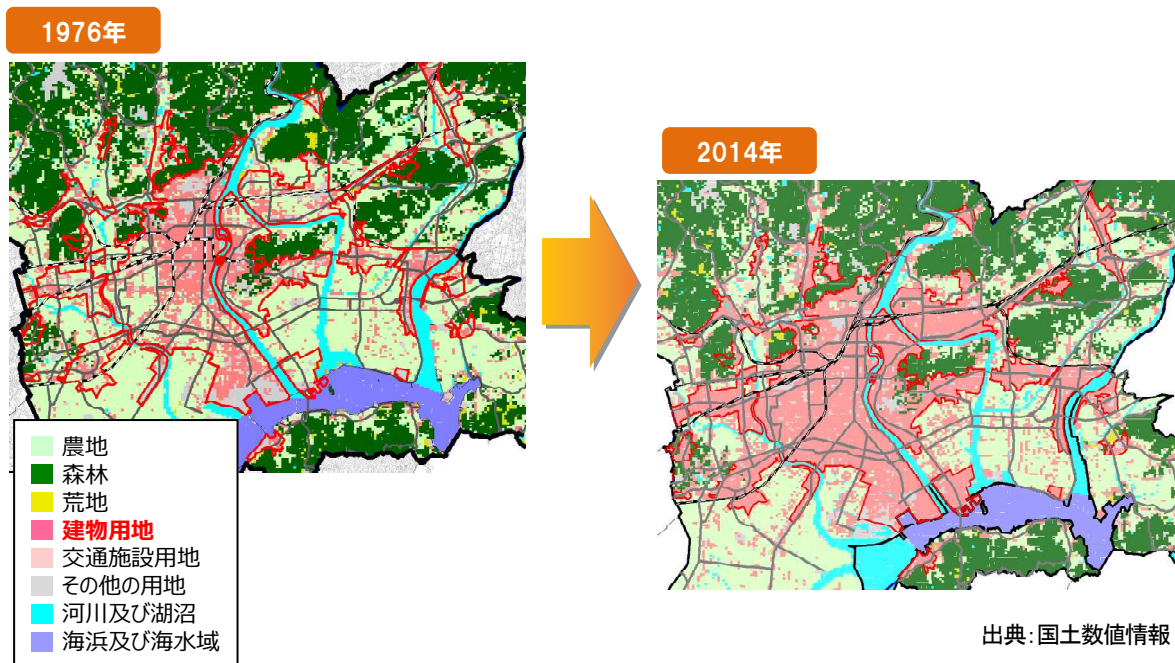 1976年
2014年
農地
森林
荒地
建物用地
交通施設用地
その他の用地
河川及び湖沼
海浜及び海水域
出典:国土数値情報